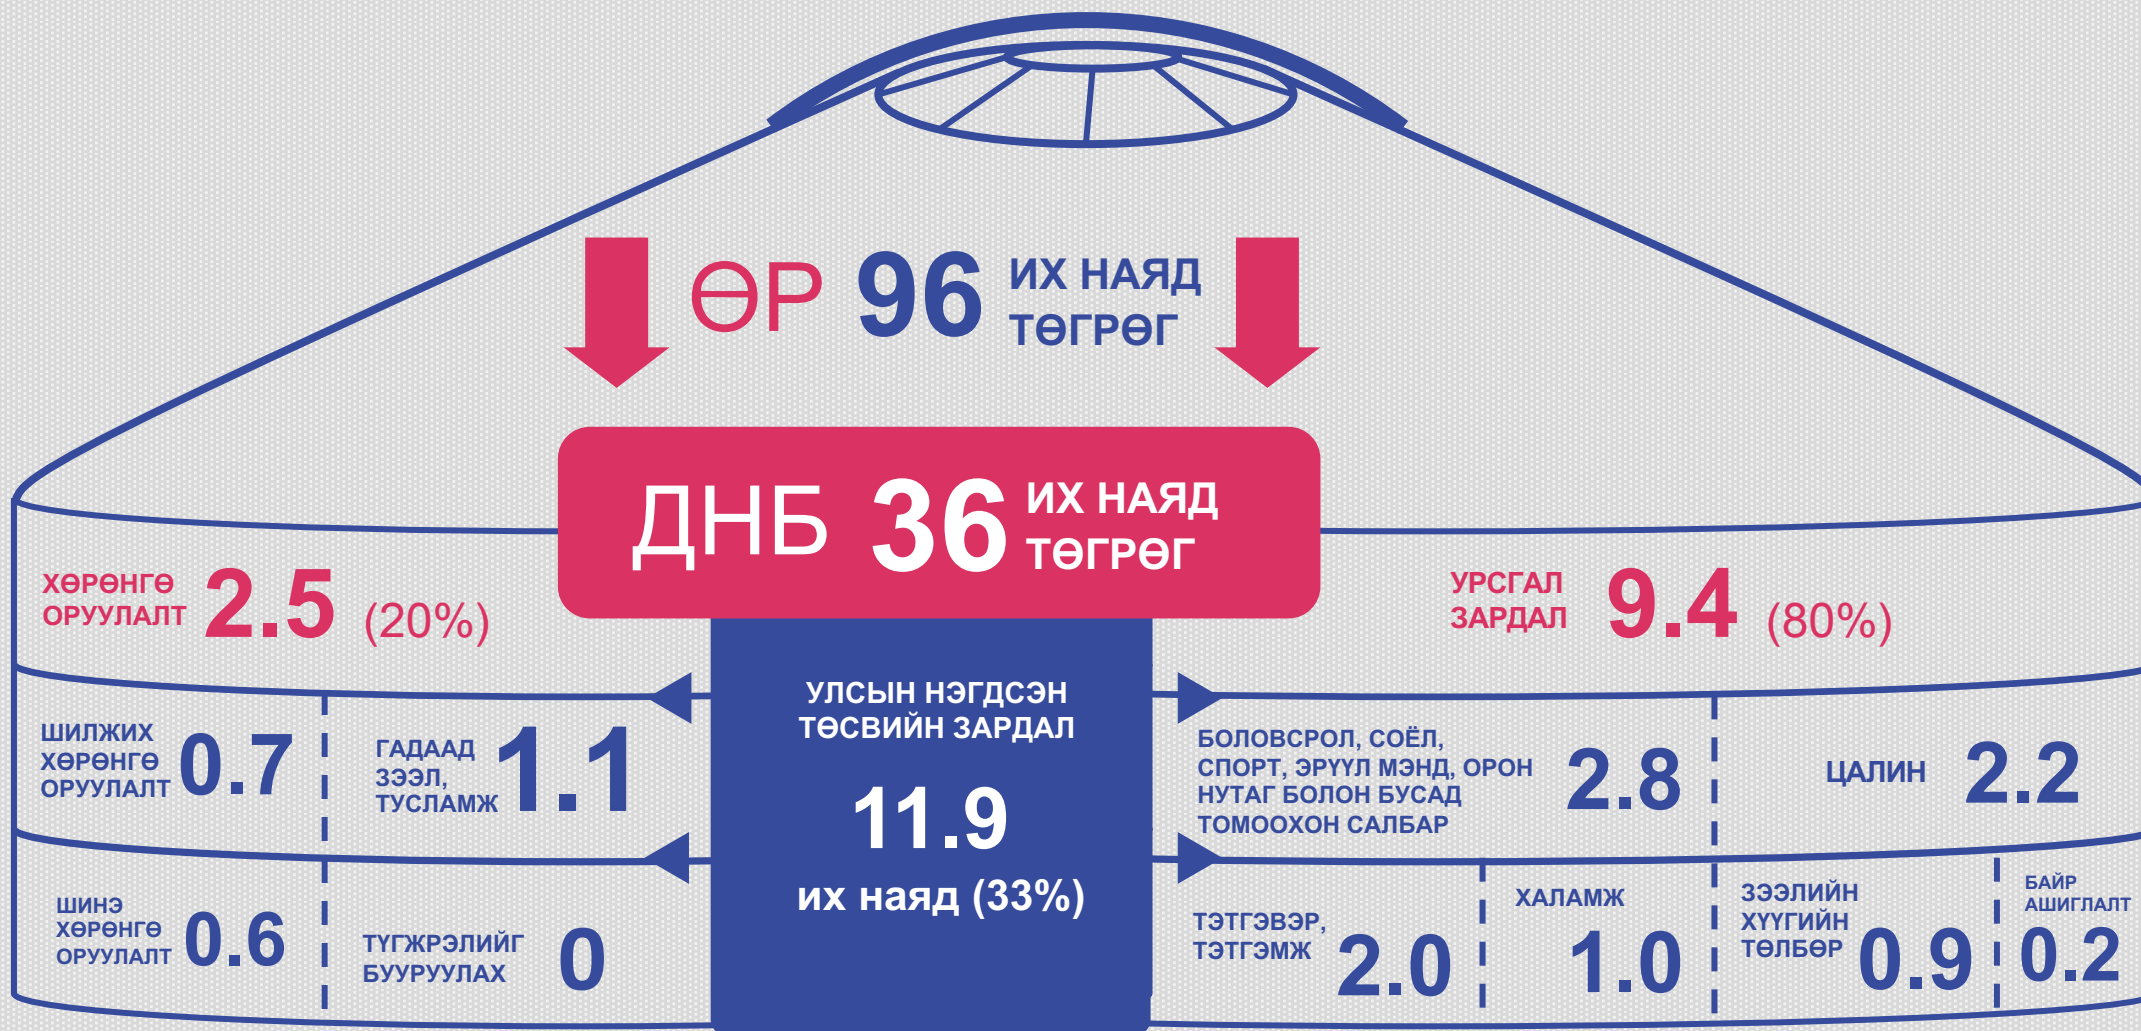 ӨР 96 ИХ НАЯД
ТӨГРӨГ
ДНБ 36 ИХ НАЯД
ТӨГРӨГ
ХӨРӨНГӨ
ОРУУЛАЛТ 2.5 (20%)
УРСГАЛ
ЗАРДАЛ 9.4 (80%)
УЛСЫН НЭГДСЭН
ТӨСВИЙН ЗАРДАЛ
11.9
их наяд (33%)
ШИЛЖИХ
ХӨРӨНГӨ
ОРУУЛАЛТ 0.7
ГАДААД
ЗЭЭЛ,
ТУСЛАМЖ 1.1
БОЛОВСРОЛ, СОЁЛ,
СПОРТ, ЭРҮҮЛ МЭНД, ОРОН
НУТАГ БОЛОН БУСАД
ТОМООХОН САЛБАР 2.8
ЦАЛИН 2.2
ШИНЭ
ХӨРӨНГӨ
ОРУУЛАЛТ 0.6
ТҮГЖРЭЛИЙГ
БУУРУУЛАХ 0
ТЭТГЭВЭР,
ТЭТГЭМЖ 2.0
ХАЛАМЖ
1.0
ЗЭЭЛИЙН
ХҮҮГИЙН
ТӨЛБӨР 0.9
БАЙР
АШИГЛАЛТ
0.2